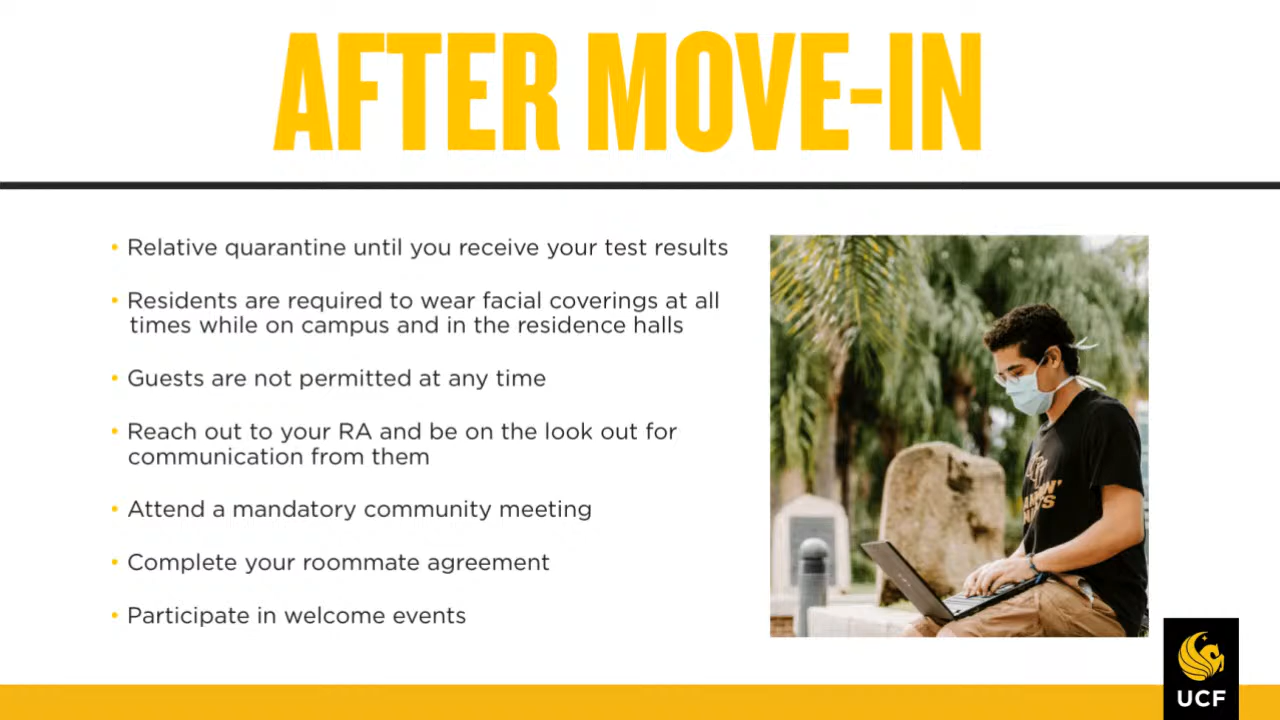 AFTER MOVE-IN
• Relative quarantine until you receive your test results
• Residents are required to wear facial coverings at all
times while on campus and in the residence halls
• Guests are not permitted at any time
• Reach out to your RA and be on the look out for
communication from them
• Attend a mandatory community meeting
• Complete your roommate agreement
• Participate in welcome events
UCF